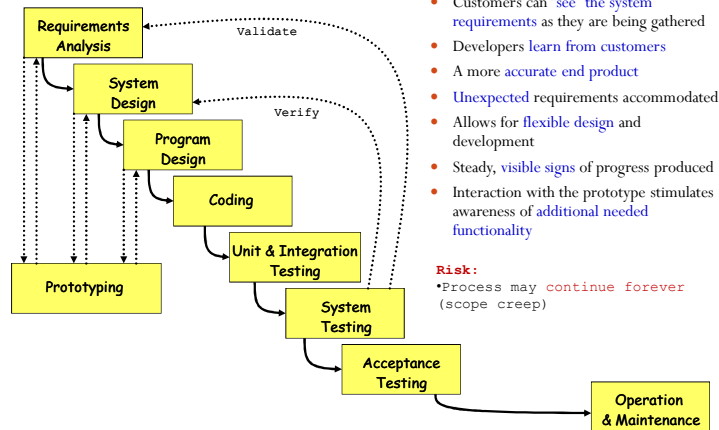 Requirements
Analysis
Validate
System
Design
Verify
Program
Design
Coding
Unit & Integration
Testing
Prototyping
System
Testing
Acceptance
Testing
Operation
& Maintenance
• Customers can "see" the system
requirements as they are being gathered
• Developers learn from customers
• A more accurate end product
• Unexpected requirements accommodated
• Allows for flexible design and
development
• Steady, visible signs of progress produced
• Interaction with the prototype stimulates
awareness of additional needed
functionality
Risk:
•Process may continue forever
(scope creep)